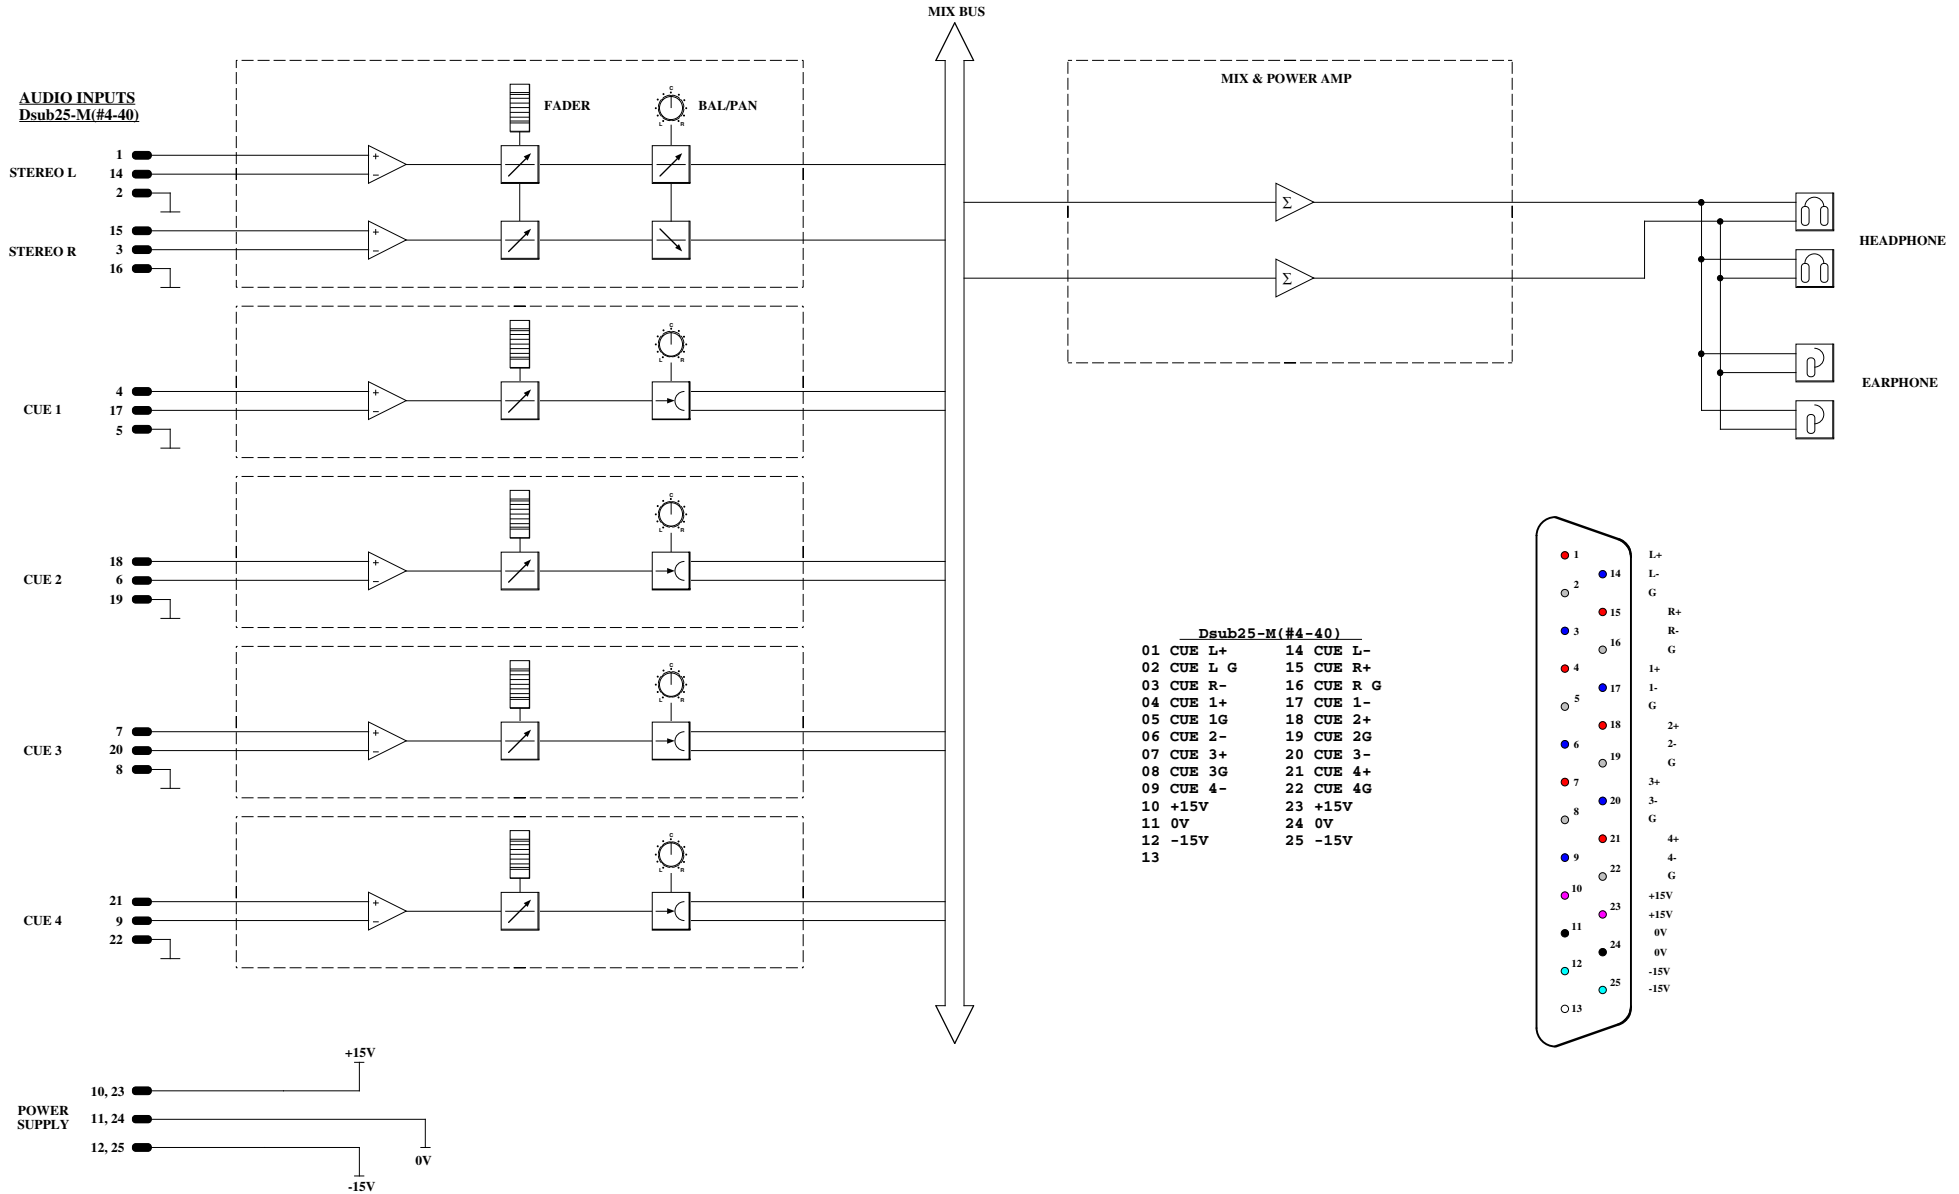 MIX BUS
AUDIO INPUTS
Dsub25-M(#4-40)
FADER
C
L R
BAL/PAN
MIX & POWER AMP
STEREO L
1
14
2
+
−
STEREO R
15
3
16
+
−
Σ
Σ
HEADPHONE
EARPHONE
CUE 1
4
17
5
+
−
C
L R
CUE 2
18
6
19
+
−
C
L R
CUE 3
7
20
8
+
−
C
L R
CUE 4
21
9
22
+
−
C
L R
Dsub25-M(#4-40)
01 CUE L+ 14 CUE L-
02 CUE L G 15 CUE R+
03 CUE R- 16 CUE R G
04 CUE 1+ 17 CUE 1-
05 CUE 1G 18 CUE 2+
06 CUE 2- 19 CUE 2G
07 CUE 3+ 20 CUE 3-
08 CUE 3G 21 CUE 4+
09 CUE 4- 22 CUE 4G
10 +15V 23 +15V
11 0V 24 0V
12 -15V 25 -15V
13
1 L+
14 L-
2 G
15 R+
3 R-
16 G
4 1+
17 1-
5 G
18 2+
6 2-
19 G
7 3+
20 3-
8 G
21 4+
9 4-
22 G
10 +15V
23 +15V
11 0V
24 0V
12 -15V
25 -15V
13
POWER
SUPPLY
+15V
10, 23
11, 24
12, 25
0V
-15V